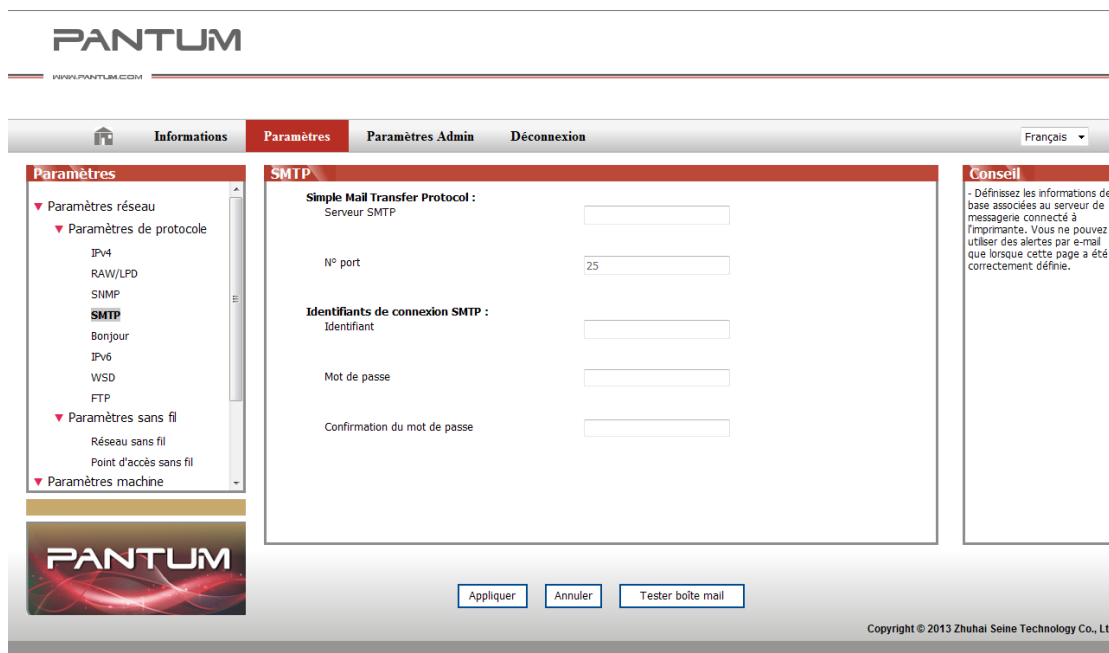 PANTUM
WWW.PANTUM.COM
Informations
Paramètres
Paramètres Admin
Déconnexion
Français
Paramètres
▼ Paramètres réseau
▼ Paramètres de protocole
IPv4
RAW/LPD
SNMP
SMTP
Bonjour
IPv6
WSD
FTP
▼ Paramètres sans fil
Réseau sans fil
Point d'accès sans fil
▼ Paramètres machine
PANTUM
SMTP
Simple Mail Transfer Protocol :
Serveur SMTP
Nº port
25
Identifiants de connexion SMTP :
Identifiant
Mot de passe
Confirmation du mot de passe
Conseil
- Définissez les informations de
base associées au serveur de
messagerie connecté à
l'imprimante. Vous ne pouvez
utiliser des alertes par e-mail
que lorsque cette page a été
correctement définie.
Appliquer
Annuler
Tester boîte mail
Copyright © 2013 Zhuhai Seine Technology Co., Lt